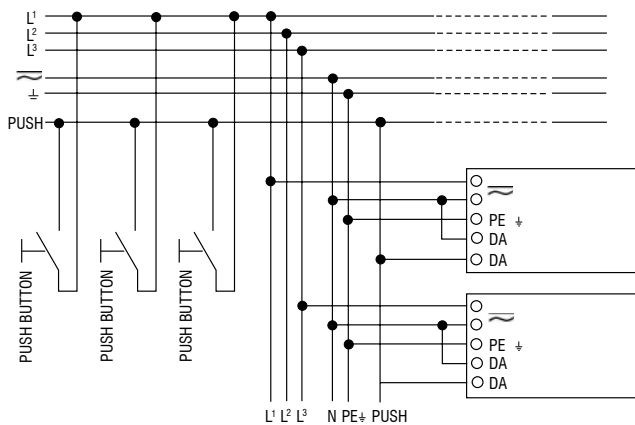 L¹
L²
L³
PUSH
PUSH BUTTON
PUSH BUTTON
PUSH BUTTON
PE
DA
DA
PE
DA
DA
L¹ L² L³ N PE PUSH